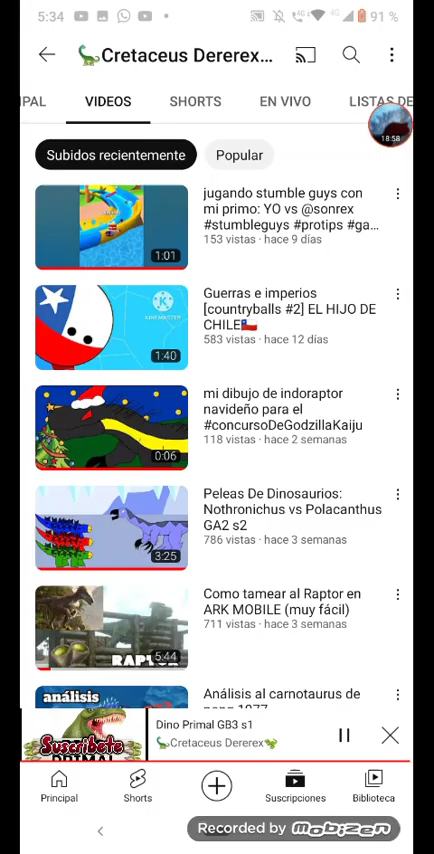 5:34
4G
91 %
🦕Cretaceus Dererex...
IPAL
VIDEOS
SHORTS
EN VIVO
LISTAS DE
18:58
Subidos recientemente
Popular
1:01
jugando stumble guys con
mi primo: YO vs @sonrex
#stumbleguys #protips #ga...
153 vistas · hace 9 días
KINEMASTER
1:40
Guerras e imperios
[countryballs #2] EL HIJO DE
CHILE🇨🇱
583 vistas · hace 12 días
0:06
mi dibujo de indoraptor
navideño para el
#concursoDeGodzillaKaiju
118 vistas · hace 2 semanas
3:25
Peleas De Dinosaurios:
Nothronichus vs Polacanthus
GA2 s2
786 vistas · hace 3 semanas
5:44
RAPTOR
Como tamear al Raptor en
ARK MOBILE (muy fácil)
711 vistas · hace 3 semanas
análisis
Análisis al carnotaurus de
Suscribete
PRIMAL
Dino Primal GB3 s1
🦕Cretaceus Dererex🦖
Principal
Shorts
Suscripciones
Biblioteca
Recorded by MOBIZEN